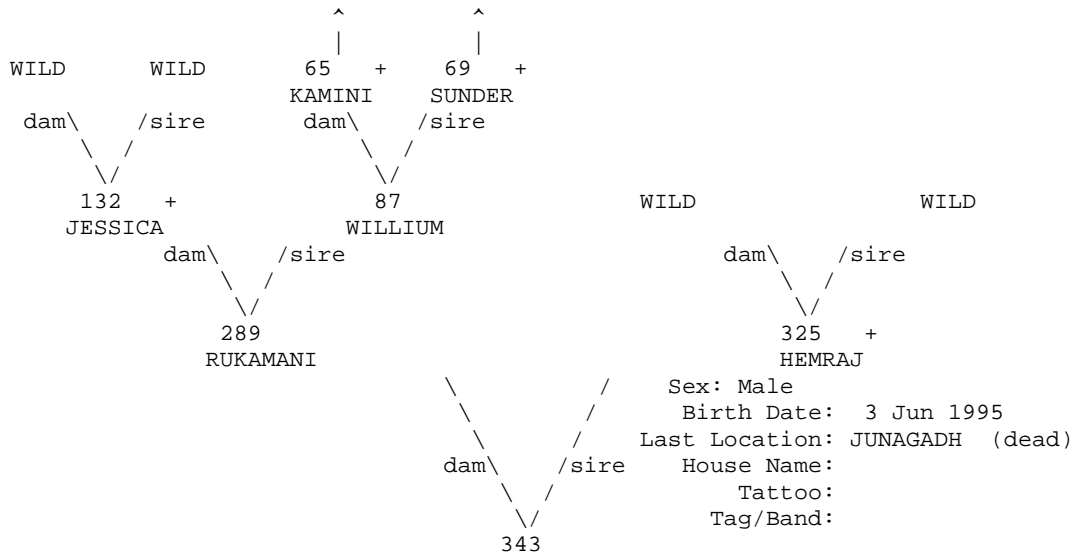 ^ ^
| |
WILD WILD 65 + 69 +
KAMINI SUNDER
dam\ /sire dam\ /sire
\ / \ /
\/ \/
132 + 87 WILD WILD
JESSICA WILLIUM
dam\ /sire dam\ /sire
\ / \ /
\/ \/
289 325 +
RUKAMANI HEMRAJ
\ / Sex: Male
\ / Birth Date: 3 Jun 1995
\ / Last Location: JUNAGADH (dead)
dam\ /sire House Name:
\ / Tattoo:
\/ Tag/Band:
343